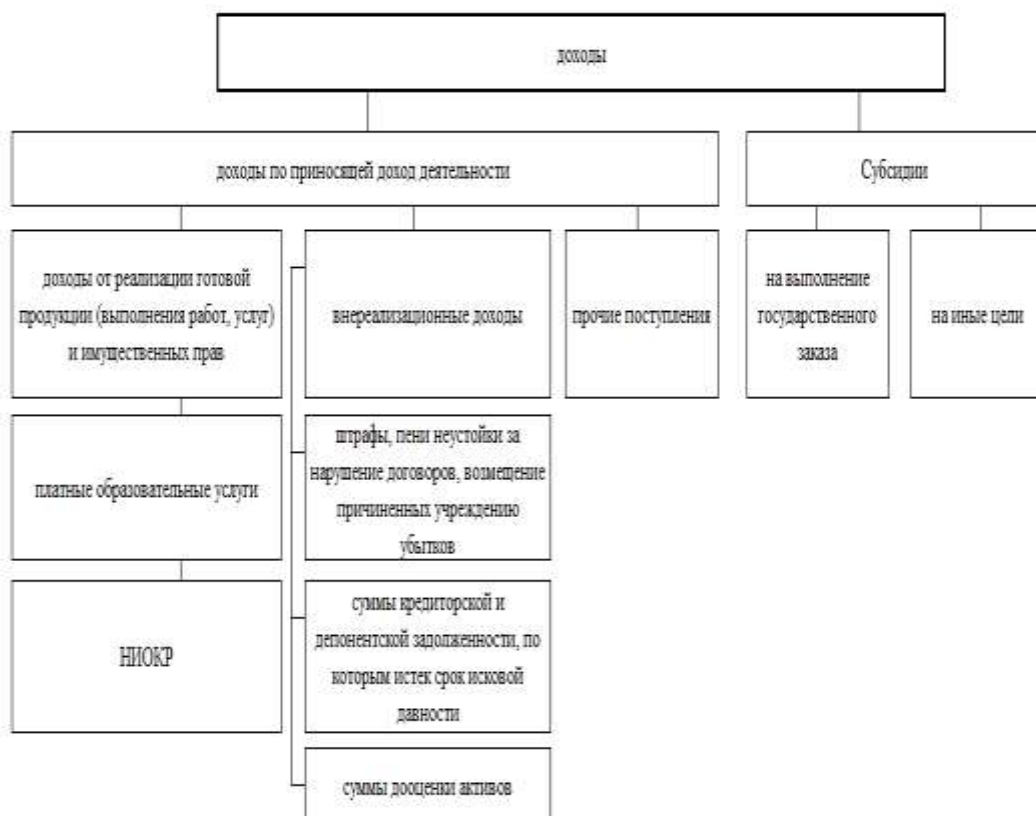 доходы
доходы по приносящей доход деятельности
Субсидии
доходы от реализации готовой
продукции (выполнения работ, услуг)
и имущественных прав
внереализационные доходы
прочие поступления
на выполнение
государственного
заказа
на иные цели
платные образовательные услуги
штрафы, пени неустойки за
нарушение договоров, возмещение
причиненных учреждению
убытков
НИОКР
суммы кредиторской и
депонентской задолженности, по
которым истек срок исковой
давности
суммы дооценки активов